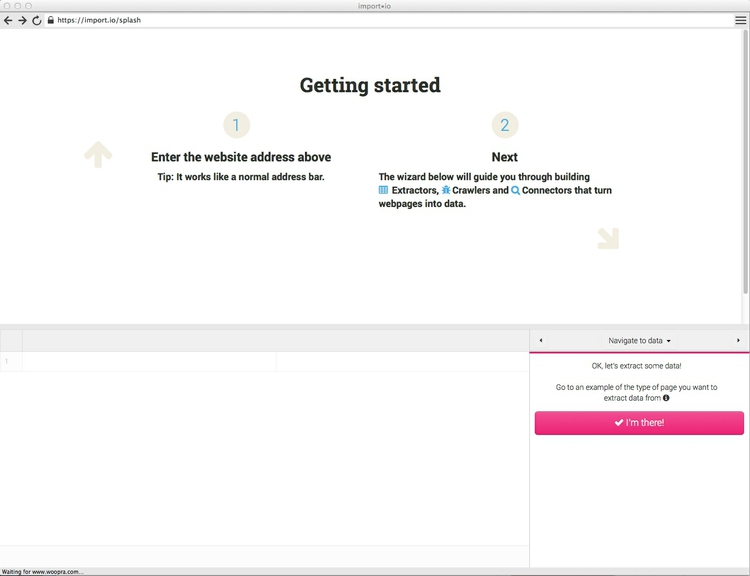 import•io
https://import.io/splash
Getting started
1
2
Enter the website address above
Next
Tip: It works like a normal address bar.
The wizard below will guide you through building
Extractors, Crawlers and Connectors that turn
webpages into data.
Navigate to data
1
OK, let's extract some data!
Go to an example of the type of page you want to
extract data from
I'm there!
Waiting for www.woopra.com...